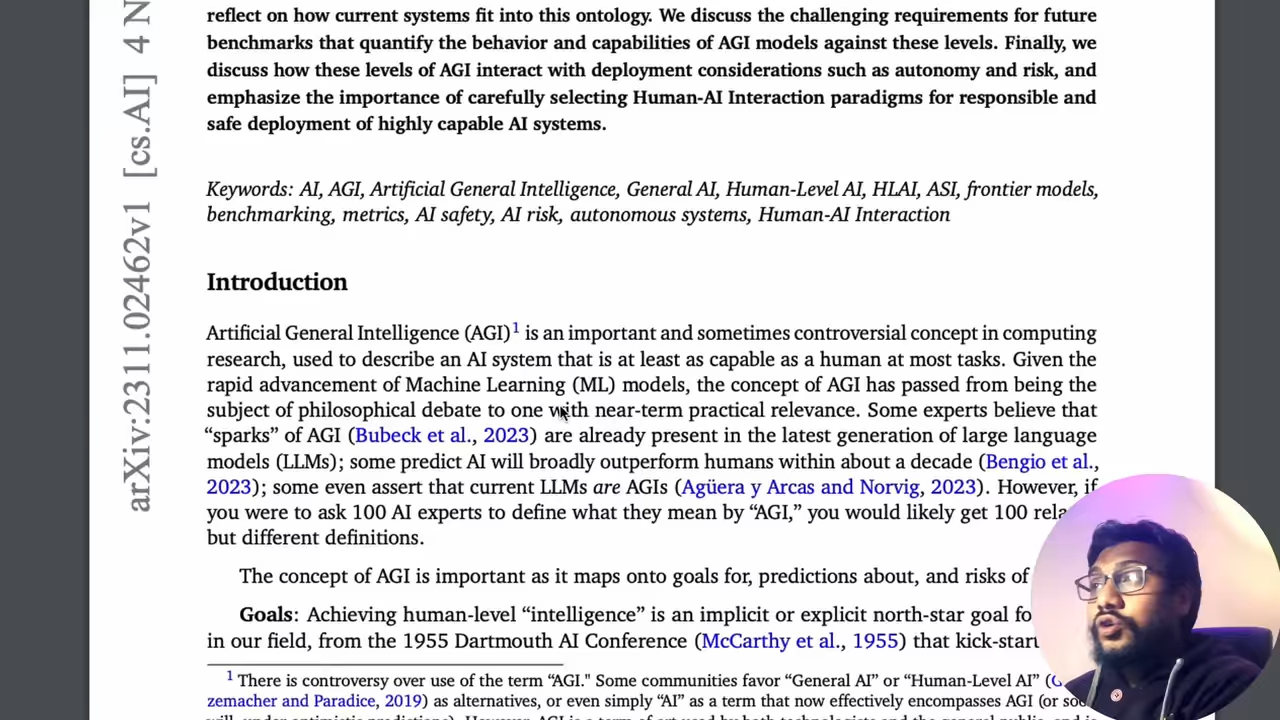 reflect on how current systems fit into this ontology. We discuss the challenging requirements for future
benchmarks that quantify the behavior and capabilities of AGI models against these levels. Finally, we
discuss how these levels of AGI interact with deployment considerations such as autonomy and risk, and
emphasize the importance of carefully selecting Human-AI Interaction paradigms for responsible and
safe deployment of highly capable AI systems.
Keywords: AI, AGI, Artificial General Intelligence, General AI, Human-Level AI, HLAI, ASI, frontier models,
benchmarking, metrics, AI safety, AI risk, autonomous systems, Human-AI Interaction
Introduction
Artificial General Intelligence (AGI)1 is an important and sometimes controversial concept in computing
research, used to describe an AI system that is at least as capable as a human at most tasks. Given the
rapid advancement of Machine Learning (ML) models, the concept of AGI has passed from being the
subject of philosophical debate to one with near-term practical relevance. Some experts believe that
“sparks” of AGI (Bubeck et al., 2023) are already present in the latest generation of large language
models (LLMs); some predict AI will broadly outperform humans within about a decade (Bengio et al.,
2023); some even assert that current LLMs are AGIs (Agüera y Arcas and Norvig, 2023). However, if
you were to ask 100 AI experts to define what they mean by “AGI,” you would likely get 100 rela
but different definitions.
The concept of AGI is important as it maps onto goals for, predictions about, and risks of
Goals: Achieving human-level “intelligence” is an implicit or explicit north-star goal fo
in our field, from the 1955 Dartmouth AI Conference (McCarthy et al., 1955) that kick-start
1 There is controversy over use of the term “AGI." Some communities favor “General AI” or “Human-Level AI” (G
zemacher and Paradice, 2019) as alternatives, or even simply “AI” as a term that now effectively encompasses AGI (or so
arXiv:2311.02462v1 [cs.AI] 4 N